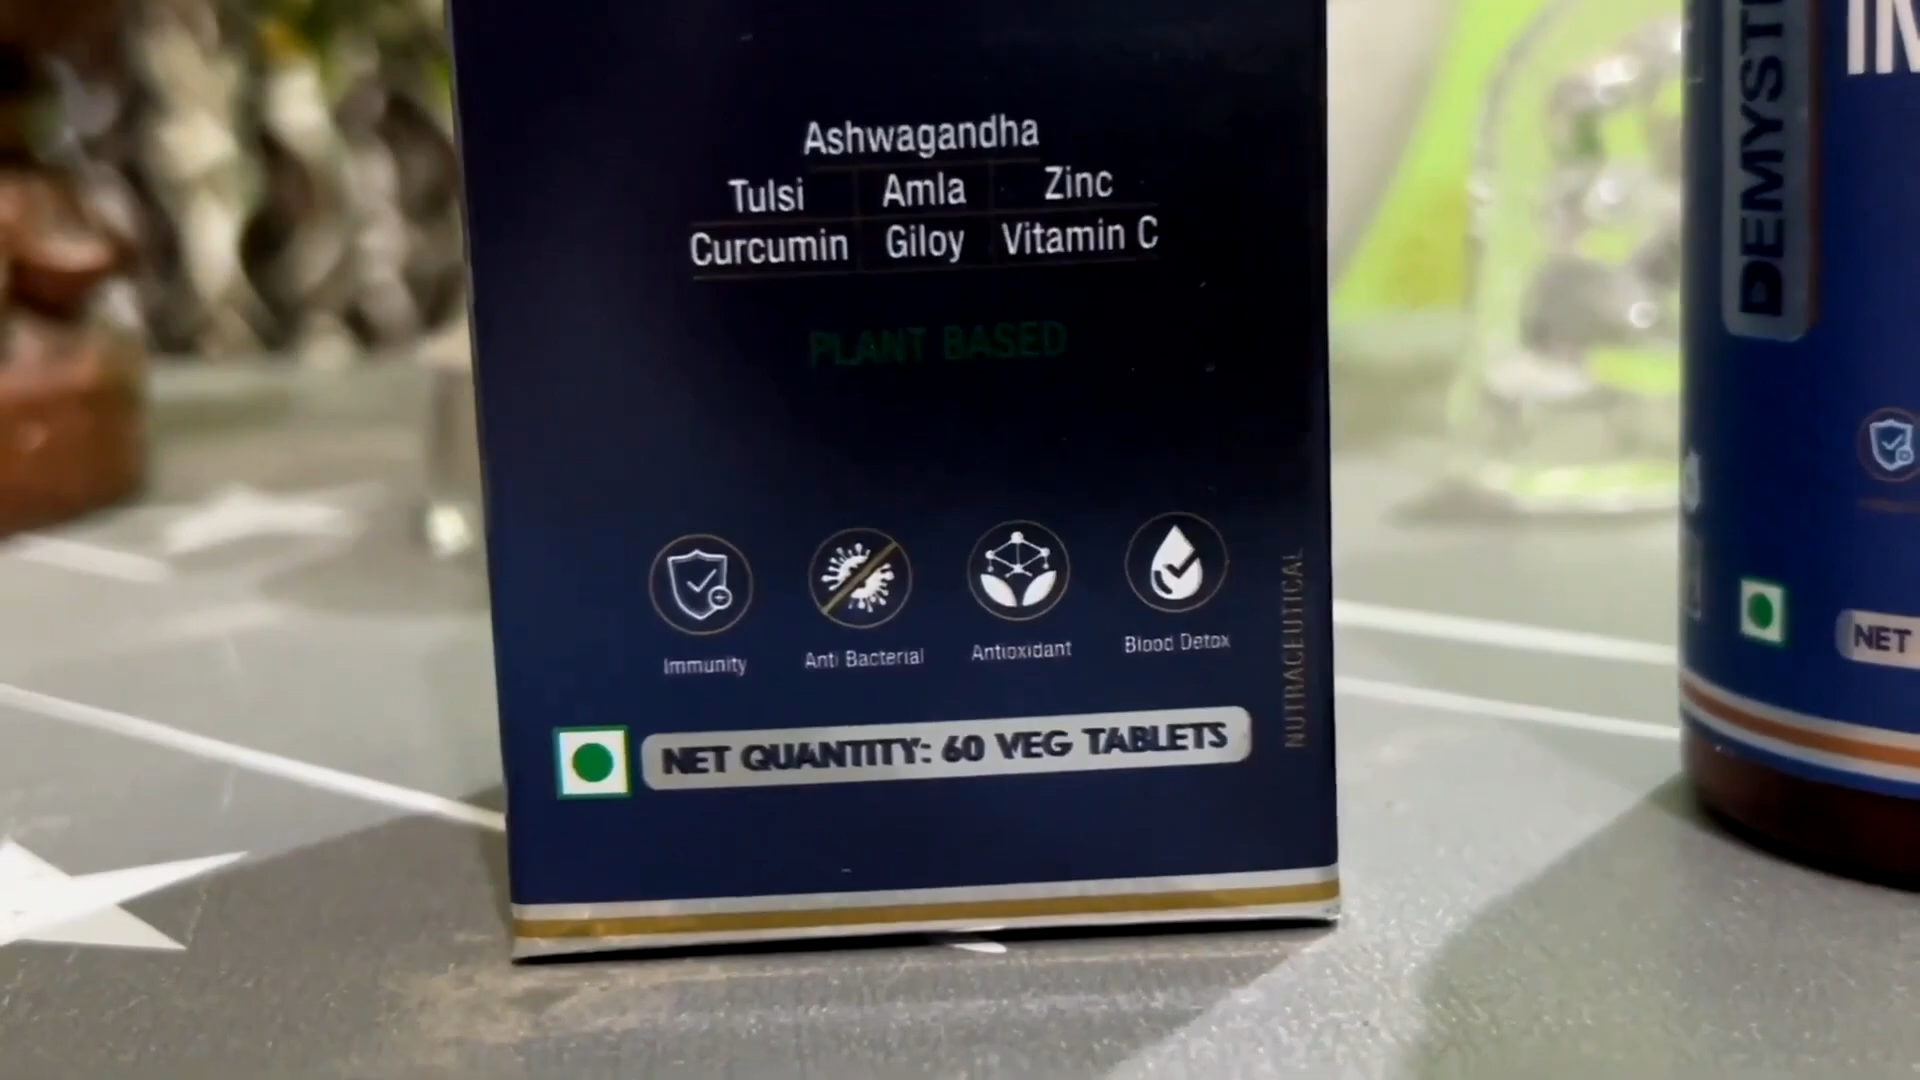 Ashwagandha
Tulsi Amla Zinc
Curcumin Giloy Vitamin C
PLANT BASED
Immunity Anti Bacterial Antioxidant Blood Detox
NUTRACEUTICAL
NET QUANTITY: 60 VEG TABLETS
NET